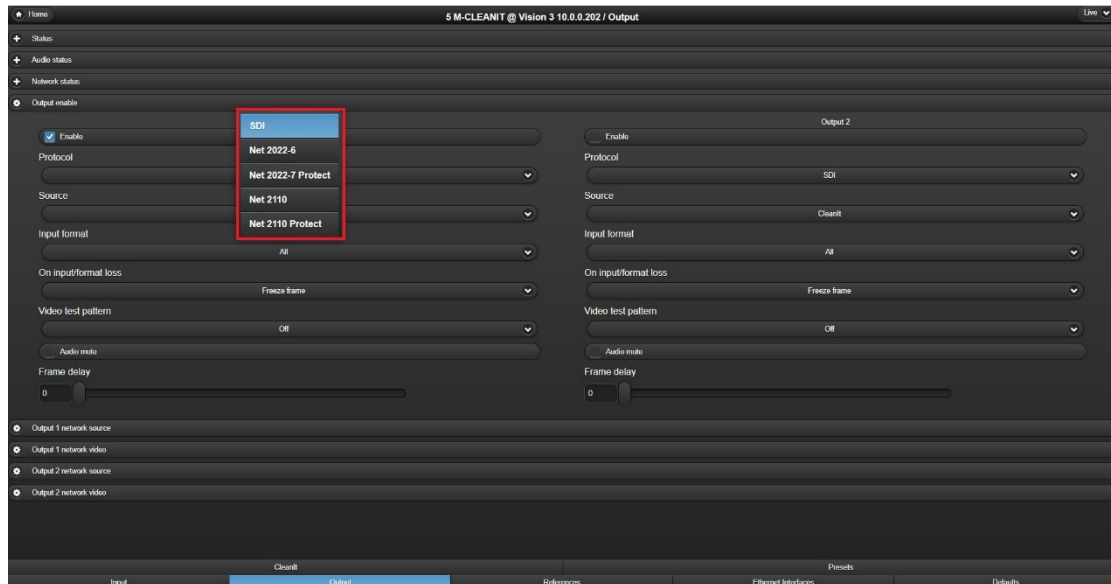 Home
5 M-CLEANIT @ Vision 3 10.0.0.202 / Output
Live
Status
Audio status
Network status
Output enable
SDI
Net 2022-6
Net 2022-7 Protect
Net 2110
Net 2110 Protect
Enable
Protocol
Source
Input format
All
On input/format loss
Freeze frame
Video test pattern
Off
Audio mute
Frame delay
0
Output 2
Enable
Protocol
SDI
Source
CleanIt
Input format
All
On input/format loss
Freeze frame
Video test pattern
Off
Audio mute
Frame delay
0
Output 1 network source
Output 1 network video
Output 2 network source
Output 2 network video
CleanIt
Presets
Input
Output
References
Ethernet Interfaces
Defaults